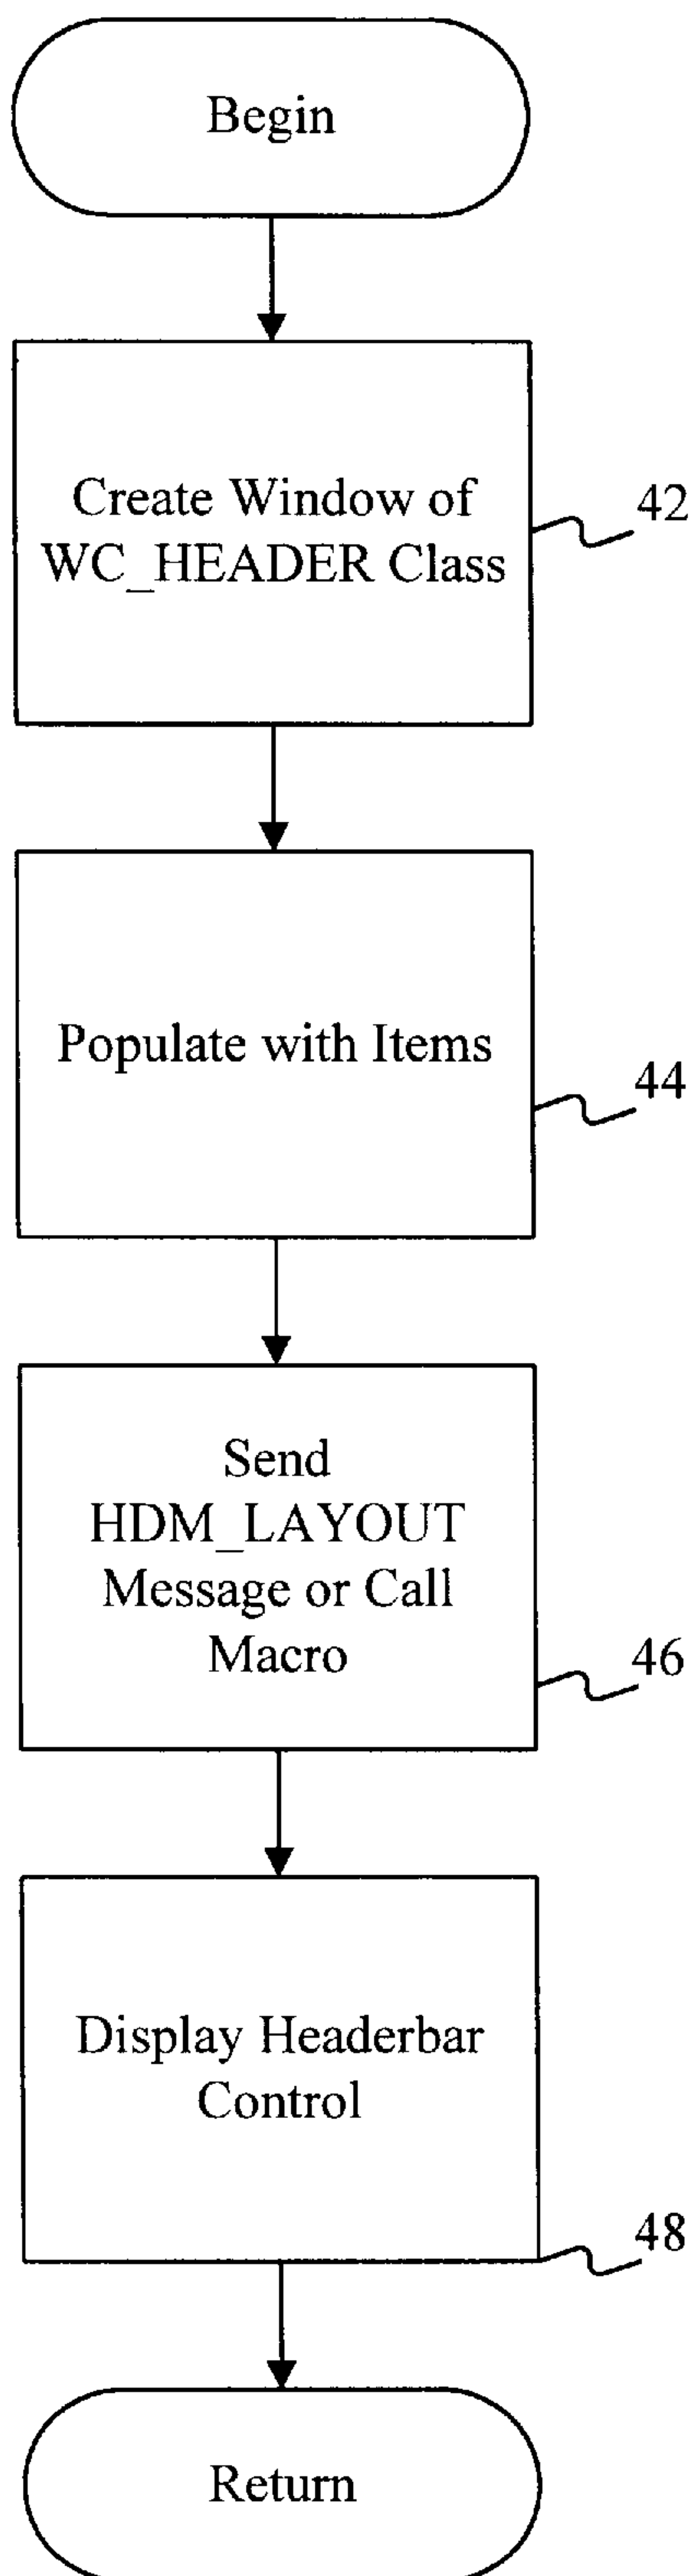 Begin
Create Window of
WC_HEADER Class
42
Populate with Items
44
Send
HDM_LAYOUT
Message or Call
Macro
46
Display Headerbar
Control
48
Return